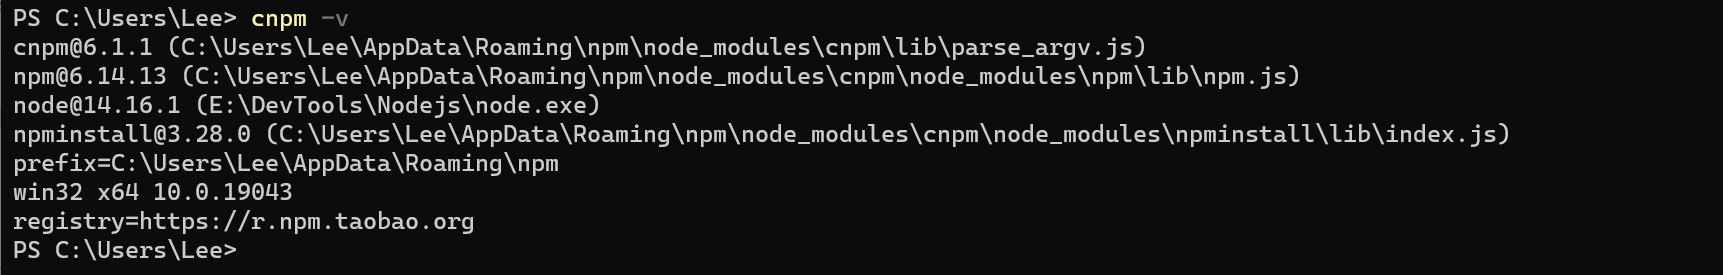 PS C:\Users\Lee> cnpm -v
cnpm@6.1.1 (C:\Users\Lee\AppData\Roaming\npm\node_modules\cnpm\lib\parse_argv.js)
npm@6.14.13 (C:\Users\Lee\AppData\Roaming\npm\node_modules\cnpm\node_modules\npm\lib\npm.js)
node@14.16.1 (E:\DevTools\Nodejs\node.exe)
npminstall@3.28.0 (C:\Users\Lee\AppData\Roaming\npm\node_modules\cnpm\node_modules\npminstall\lib\index.js)
prefix=C:\Users\Lee\AppData\Roaming\npm
win32 x64 10.0.19043
registry=https://r.npm.taobao.org
PS C:\Users\Lee>